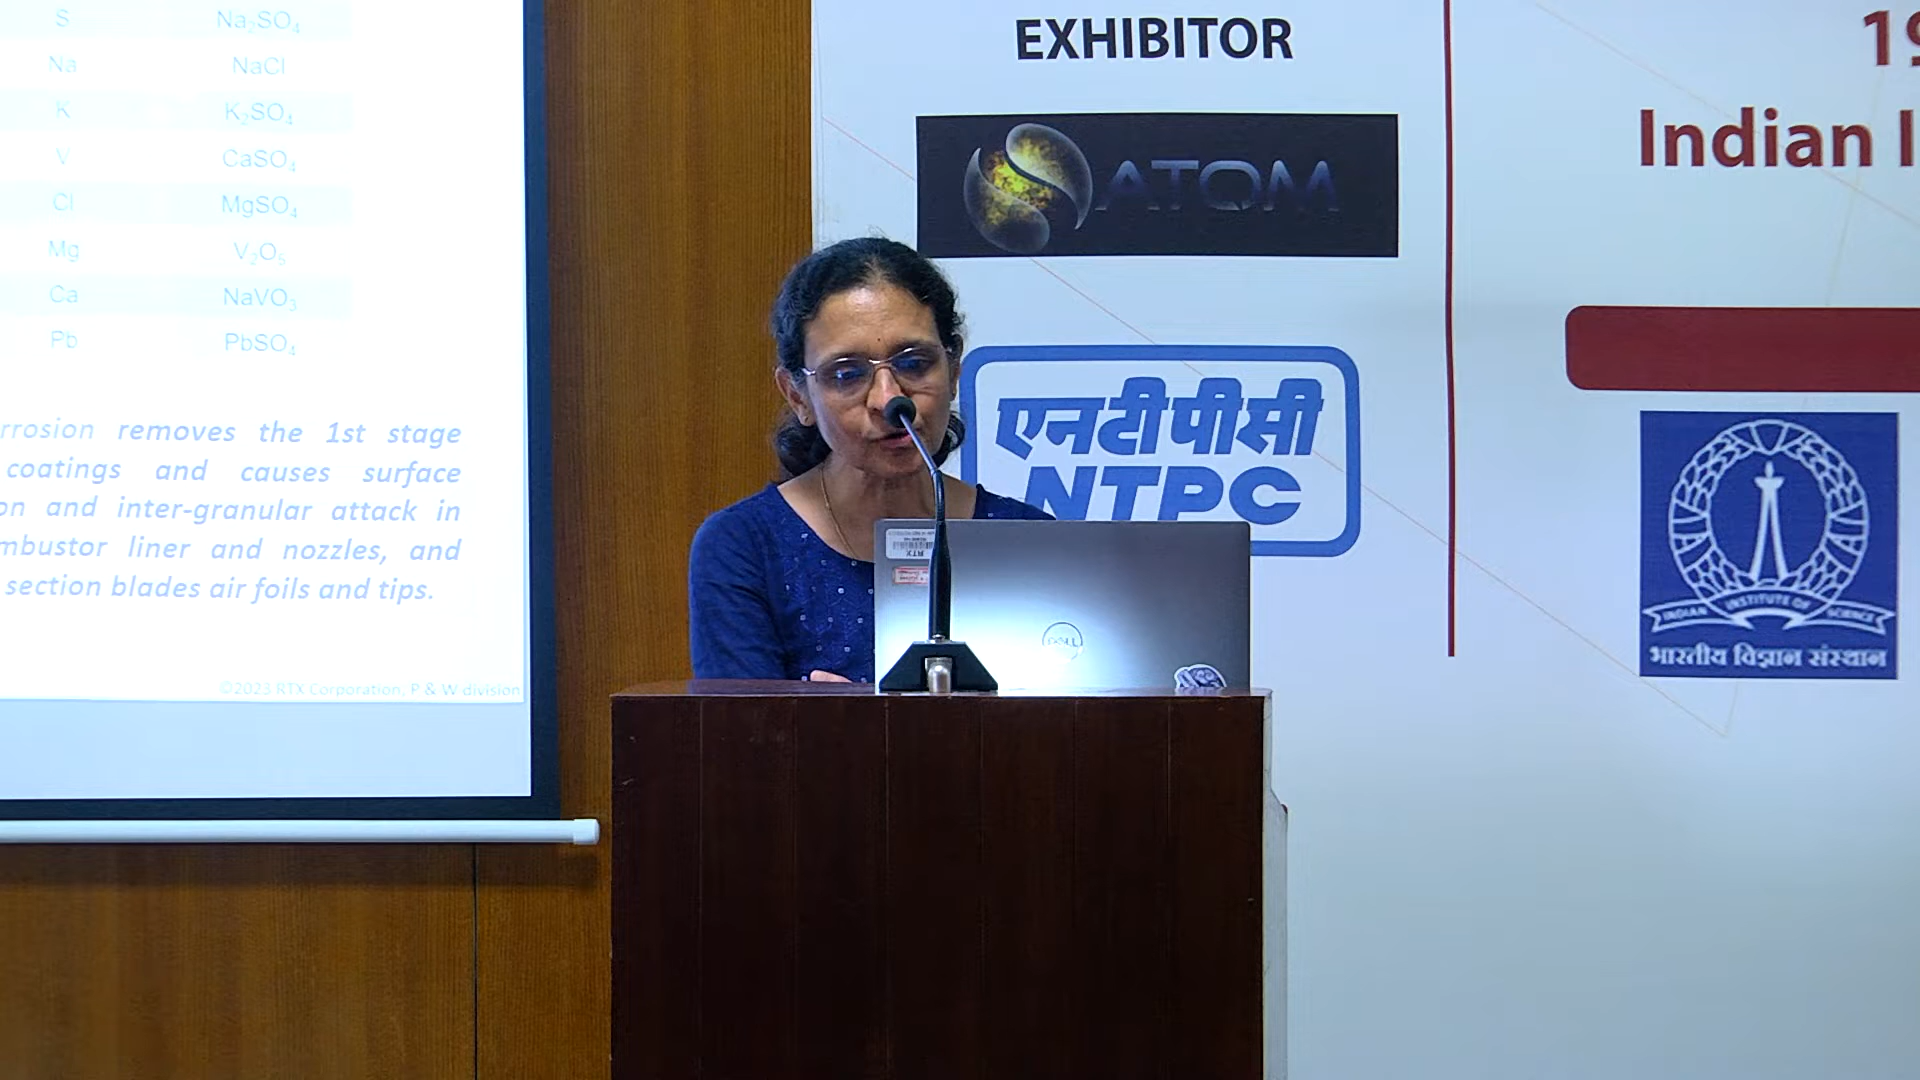 S Na₂SO₄
Na NaCl
K K₂SO₄
V CaSO₄
Cl MgSO₄
Mg V₂O₅
Ca NaVO₃
Pb PbSO₄
rrosion removes the 1st stage
coatings and causes surface
on and inter-granular attack in
mbustor liner and nozzles, and
section blades air foils and tips.
©2023 RTX Corporation, P & W division
EXHIBITOR
ATOM
एनटीपीसी
NTPC
RTX
DELL
19
Indian I
INDIAN INSTITUTE OF SCIENCE
भारतीय विज्ञान संस्थान